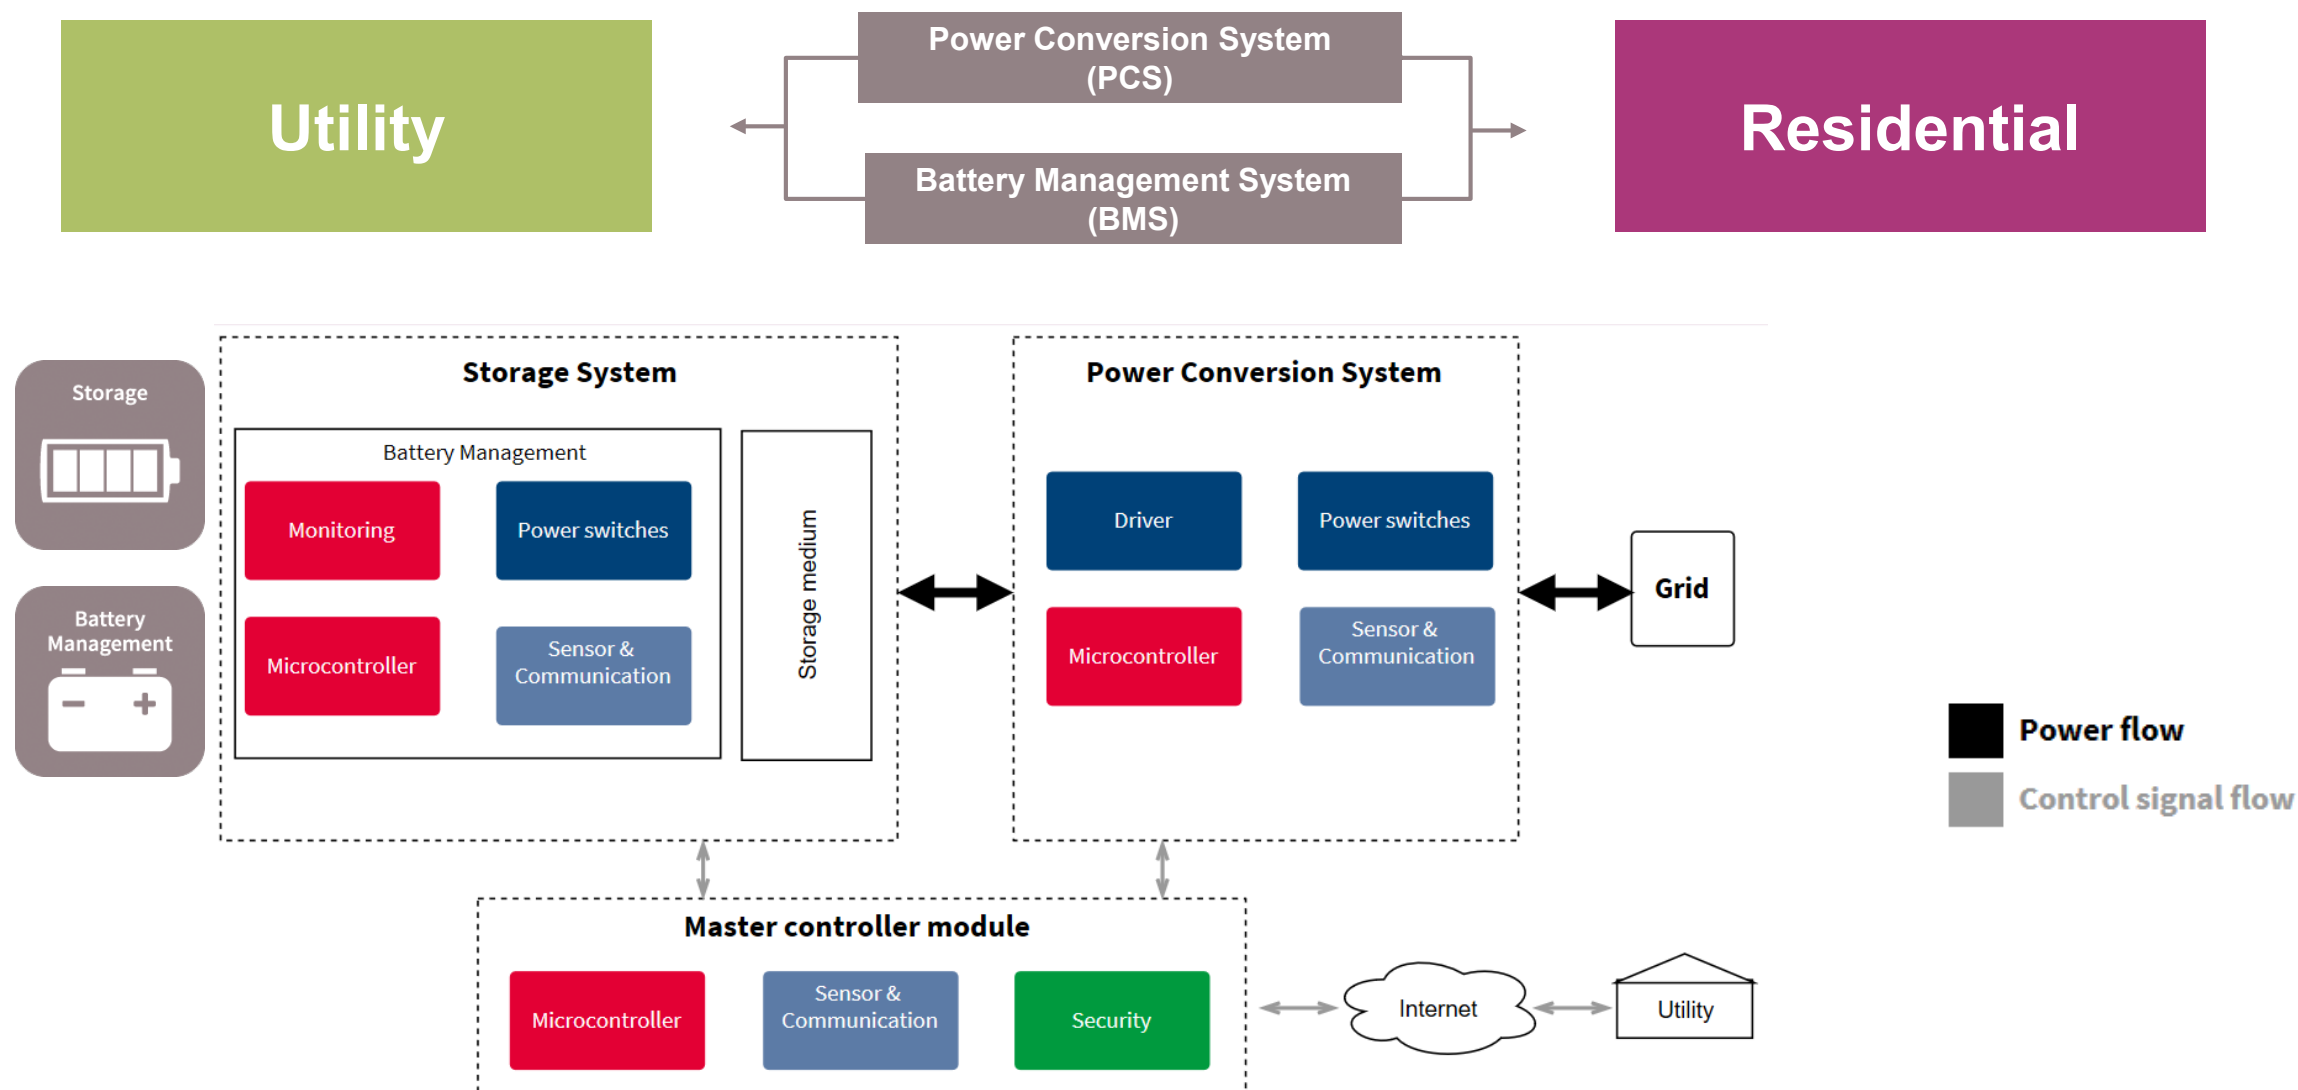 Utility
Power Conversion System
(PCS)
Battery Management System
(BMS)
Residential
Storage
Battery
Management
Storage System
Battery Management
Monitoring
Power switches
Microcontroller
Sensor &
Communication
Storage medium
Power Conversion System
Driver
Power switches
Microcontroller
Sensor &
Communication
Grid
Power flow
Control signal flow
Master controller module
Microcontroller
Sensor &
Communication
Security
Internet
Utility